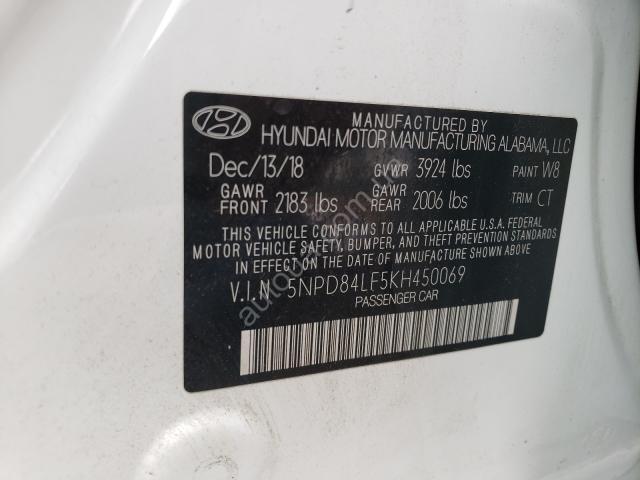 MANUFACTURED BY
HYUNDAI MOTOR MANUFACTURING ALABAMA, LLC
Dec/13/18 GVWR 3924 lbs PAINT W8
GAWR FRONT 2183 lbs GAWR REAR 2006 lbs TRIM CT
THIS VEHICLE CONFORMS TO ALL APPLICABLE U.S.A. FEDERAL
MOTOR VEHICLE SAFETY, BUMPER, AND THEFT PREVENTION STANDARDS
IN EFFECT ON THE DATE OF MANUFACTURE SHOWN ABOVE.
V.I.N 5NPD84LF5KH450069
PASSENGER CAR